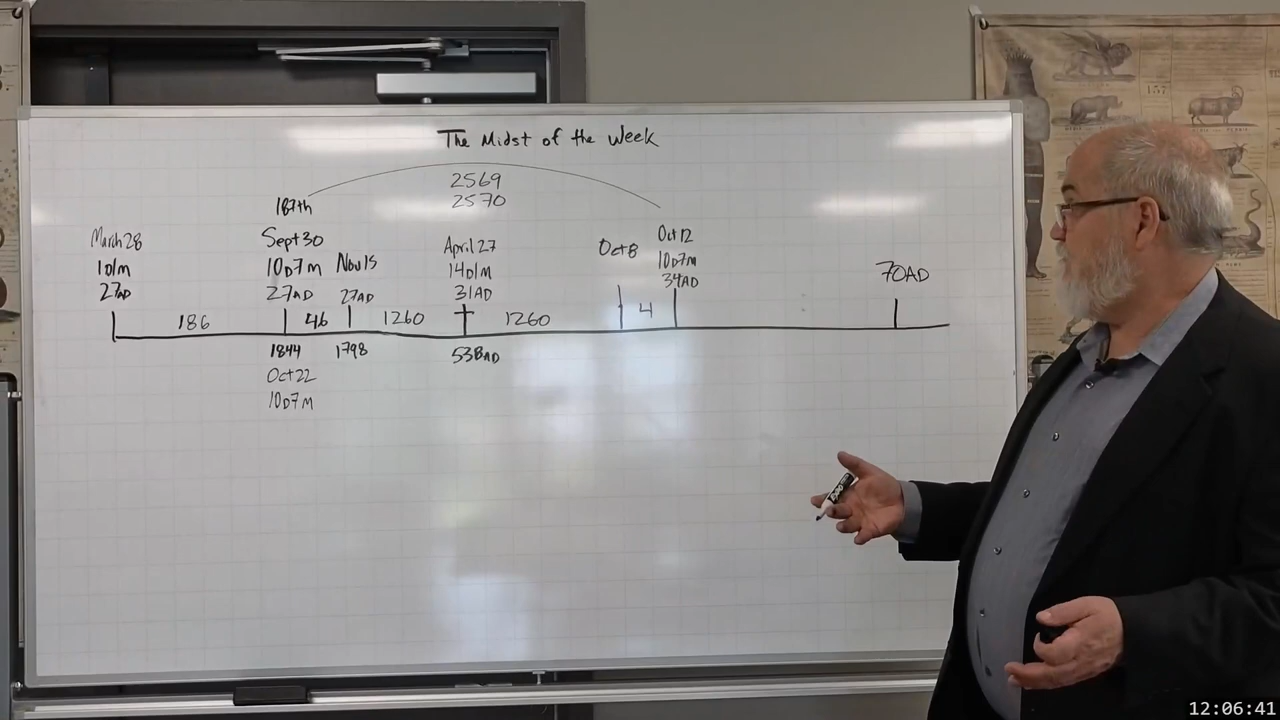 The Midst of the Week
2569
2570
187th
March 28
1D1M
27AD
Sept 30
10D7M
27AD
Nov 15
27AD
April 27
14D1M
31AD
Oct 8
Oct 12
10D7M
34AD
70AD
186
46
1260
1260
4
1844
Oct 22
10D7M
1798
538AD
EXPO
12:06:41